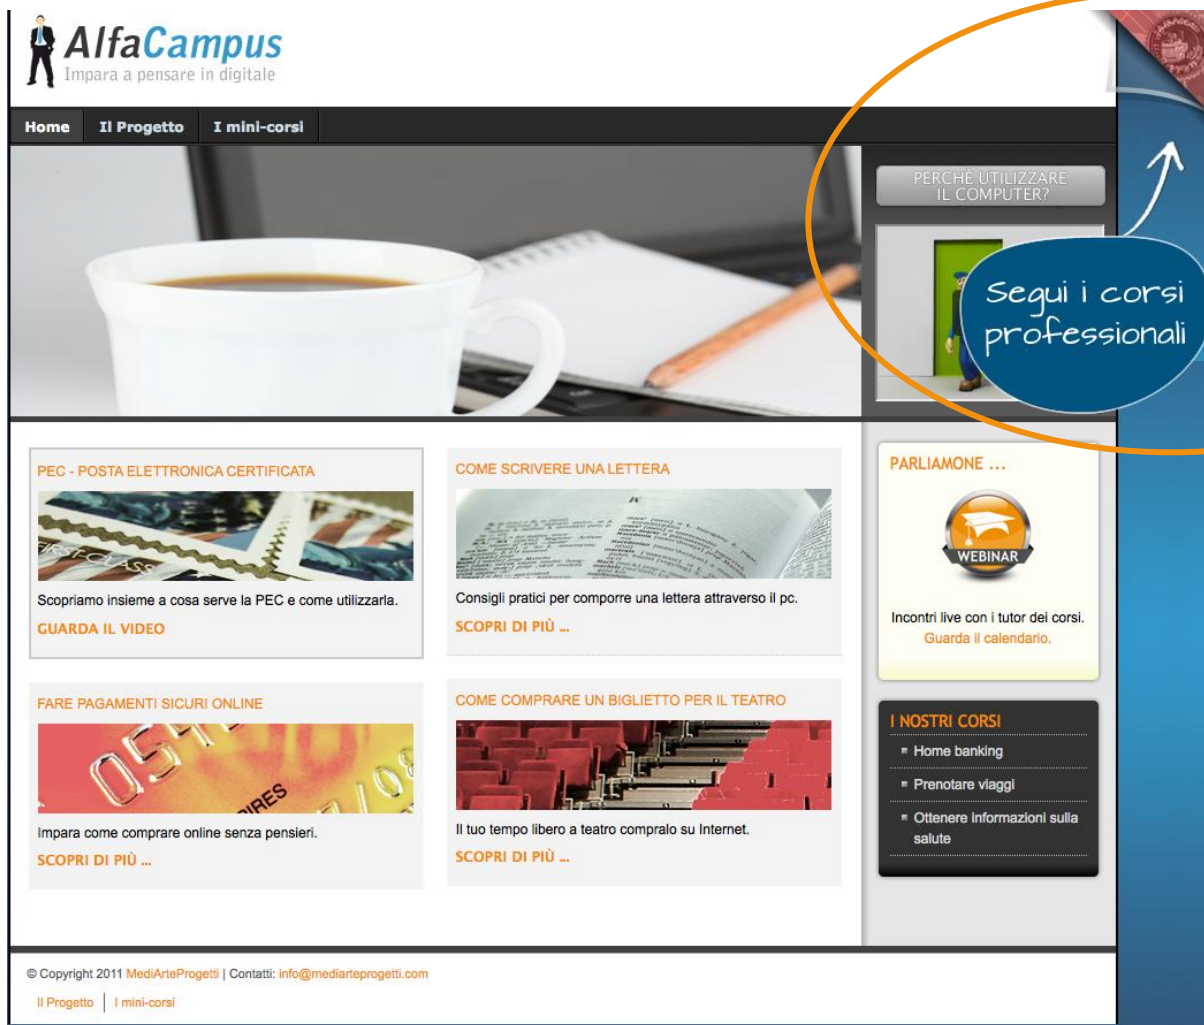 AlfaCampus
Impara a pensare in digitale
Home
Il Progetto
I mini-corsi
PERCHÈ UTILIZZARE
IL COMPUTER?
Segui i corsi
professionali
PEC - POSTA ELETTRONICA CERTIFICATA
FIRST-CLASS
Scopriamo insieme a cosa serve la PEC e come utilizzarla.
GUARDA IL VIDEO
COME SCRIVERE UNA LETTERA
Consigli pratici per comporre una lettera attraverso il pc.
SCOPRI DI PIÙ ...
PARLIAMONE ...
WEBINAR
Incontri live con i tutor dei corsi.
Guarda il calendario.
FARE PAGAMENTI SICURI ONLINE
Impara come comprare online senza pensieri.
SCOPRI DI PIÙ ...
COME COMPRARE UN BIGLIETTO PER IL TEATRO
Il tuo tempo libero a teatro compralo su Internet.
SCOPRI DI PIÙ ...
I NOSTRI CORSI
Home banking
Prenotare viaggi
Ottenere informazioni sulla
salute
© Copyright 2011 MediArteProgetti | Contatti: info@mediarteprogetti.com
Il Progetto | I mini-corsi